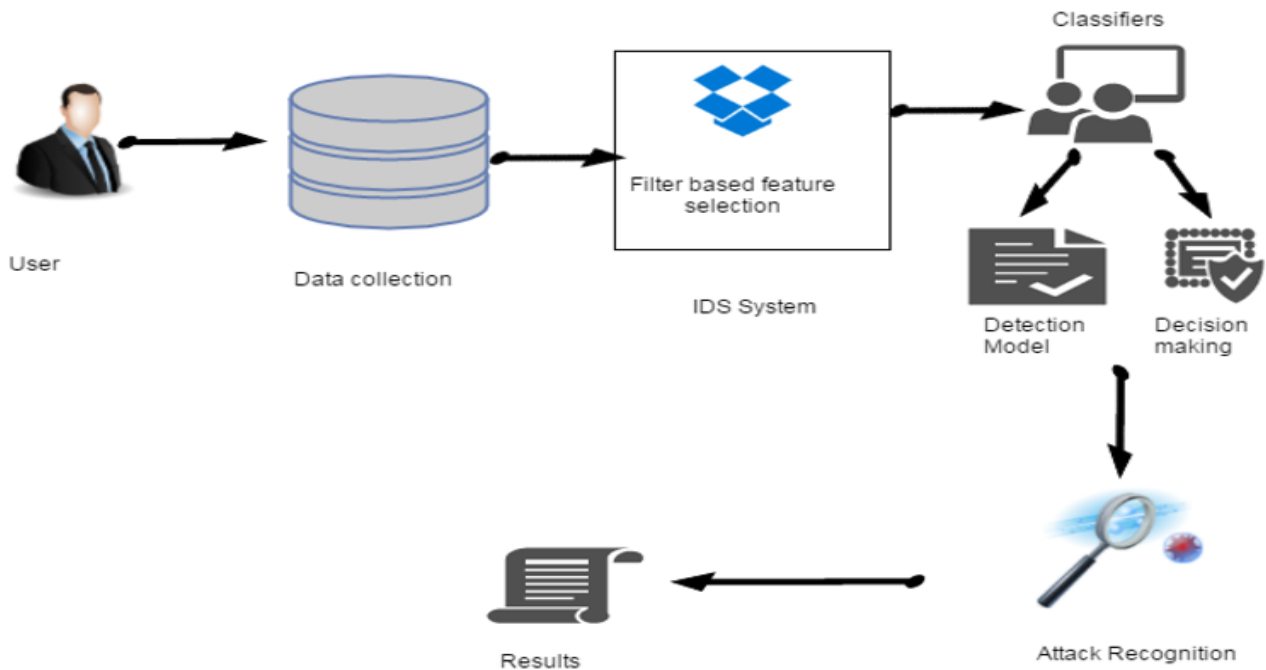 User
Data collection
Filter based feature
selection
IDS System
Classifiers
Detection
Model
Decision
making
Attack Recognition
Results